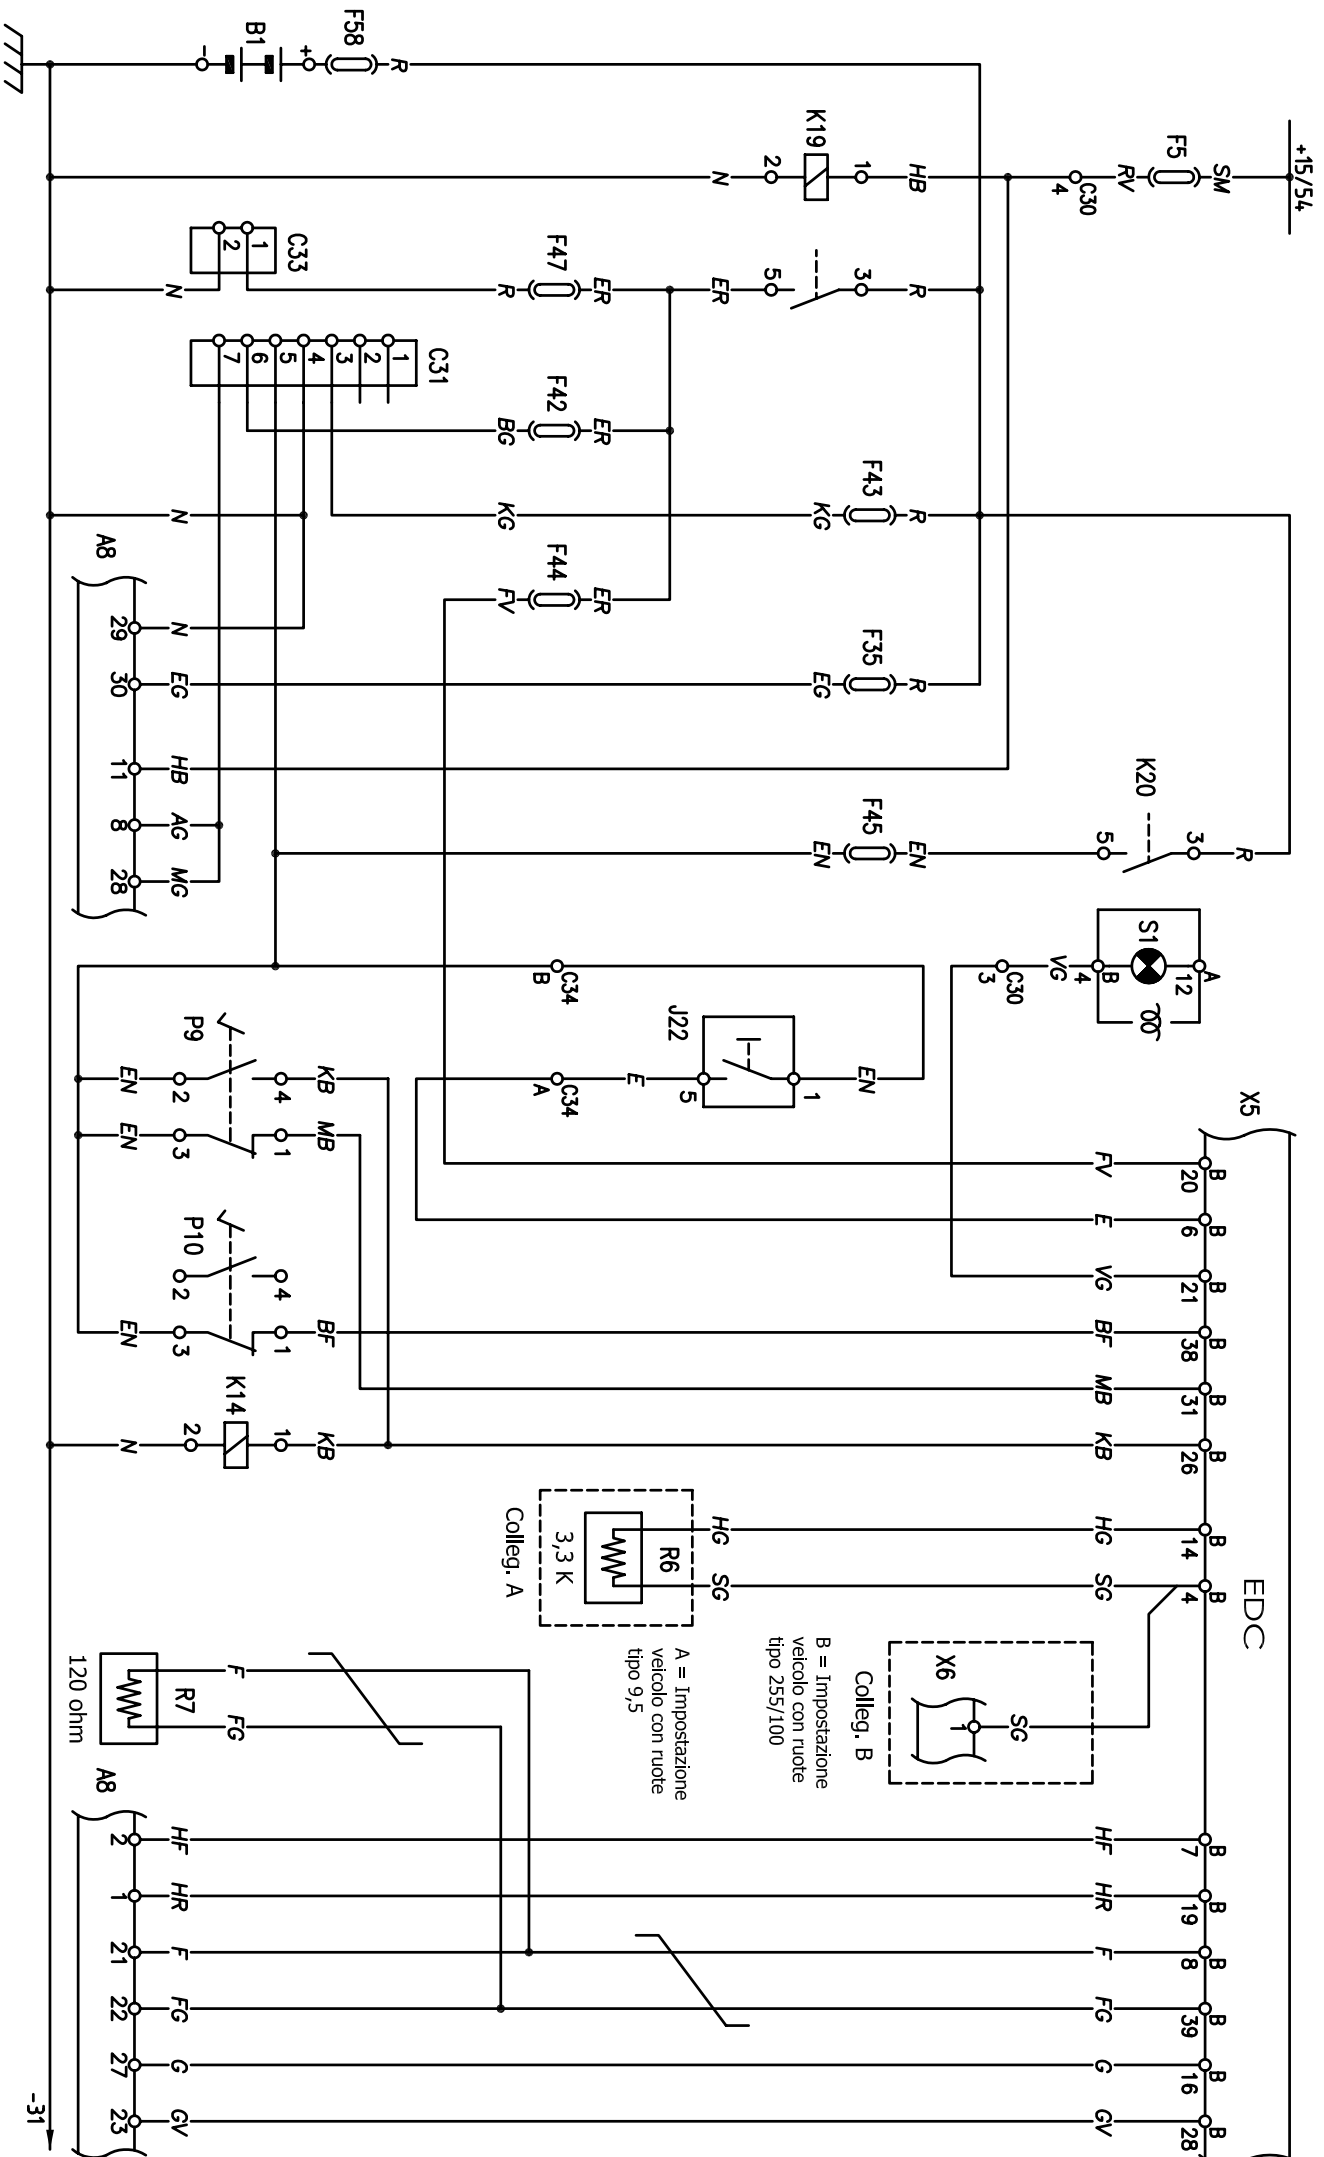 +15/54
X5 EDC
R
SM
A B B B B B B B B B B B B B B
F5 3 12 20 6 21 38 31 26 14 4 7 19 8 39 16 28
K20 S1
RV 5 B FV E VG BF MB KB HG SG HF HR F FG G GV
C30
4 4
VG
C30
3
SG
X6 1
HB R R R EN
F43 F35 F45 EN
1 3
Colleg. B
K19
KG EG EN 1
B = Impostazione
veicolo con ruote
tipo 255/100
2 5
N ER HG SG
J22 5
R6
A = Impostazione
veicolo con ruote
tipo 9,5
E
ER ER ER
C34 C34
3,3 K
F47 F42 F44
B A
R BG KG FV
Colleg. A
C31
R
F58
1 2 3 4 5 6 7
KB MB BF KB
+
C33
4 1 4 1 1
B1
1 2
F FG
K14
-
P9 P10
2 3 2 3 2
R7
N N N EG HB AG MG HF HR F FG G GV
EN EN EN N
29 30 11 8 28 2 1 21 22 27 23
A8 A8
120 ohm
-31